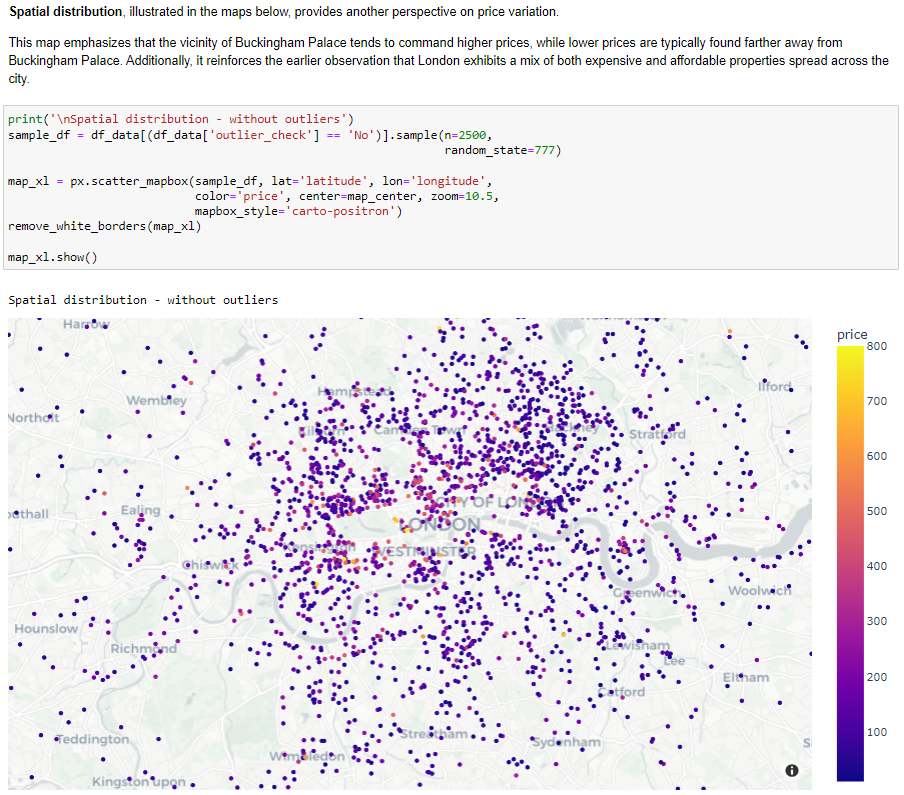 Spatial distribution, illustrated in the maps below, provides another perspective on price variation.
This map emphasizes that the vicinity of Buckingham Palace tends to command higher prices, while lower prices are typically found farther away from
Buckingham Palace. Additionally, it reinforces the earlier observation that London exhibits a mix of both expensive and affordable properties spread across the
city.
print('\nSpatial distribution - without outliers')
sample_df = df_data[(df_data['outlier_check'] == 'No')].sample(n=2500,
random_state=777)
map_xl = px.scatter_mapbox(sample_df, lat='latitude', lon='longitude',
color='price', center=map_center, zoom=10.5,
mapbox_style='carto-positron')
remove_white_borders(map_xl)
map_xl.show()
Spatial distribution - without outliers
Harrow
price
800
Ilford
Hampstead
Wembley
700
Northolt
Kilburn
Camden Town
Hackney
Stratford
600
CITY OF LONDON
Ealing
500
LONDON
Kensington
WESTMINSTER
Chiswick
400
Greenwich
Woolwich
Hounslow
300
Richmond
Lewisham
Lee
Eltham
200
Catford
Teddington
Streatham
Sydenham
100
Wimbledon
Kingston upon